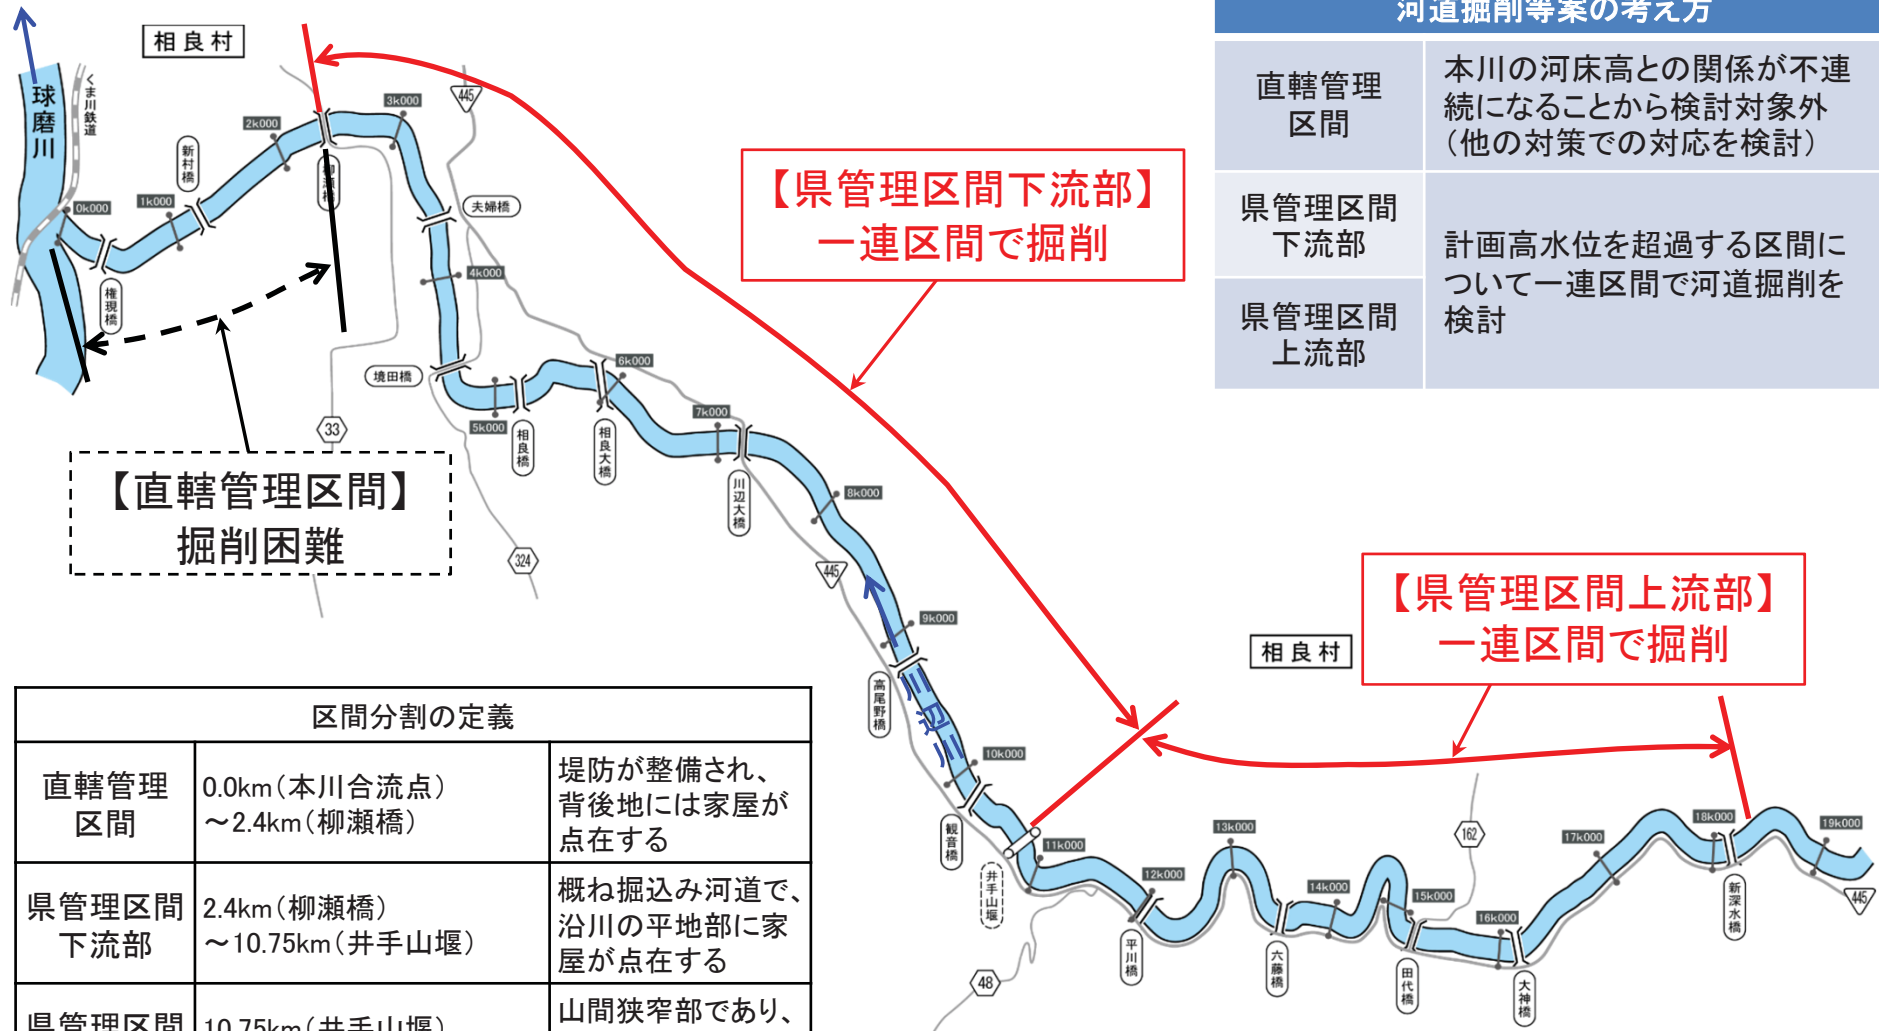 相良村
球磨川
くま川鉄道
0k000
1k000
2k000
3k000
445
新村橋
権現橋
柳瀬橋
夫婦橋
4k000
境田橋
33
5k000
相良橋
6k000
相良大橋
324
7k000
川辺大橋
8k000
445
9k000
高尾野橋
10k000
観音橋
井手山堰
11k000
12k000
平川橋
13k000
六藤橋
14k000
15k000
田代橋
162
16k000
大神橋
17k000
18k000
新深水橋
19k000
445
48
相良村
【直轄管理区間】
掘削困難
【県管理区間下流部】
一連区間で掘削
【県管理区間上流部】
一連区間で掘削
河道掘削等案の考え方
直轄管理
区間
本川の河床高との関係が不連
続になることから検討対象外
(他の対策での対応を検討)
県管理区間
下流部
県管理区間
上流部
計画高水位を超過する区間に
ついて一連区間で河道掘削を
検討
区間分割の定義
直轄管理
区間
0.0km(本川合流点)
～2.4km(柳瀬橋)
堤防が整備され、
背後地には家屋が
点在する
県管理区間
下流部
2.4km(柳瀬橋)
～10.75km(井手山堰)
概ね掘込み河道で、
沿川の平地部に家
屋が点在する
県管理区間
10.75km(井手山堰)
山間狭窄部であり、